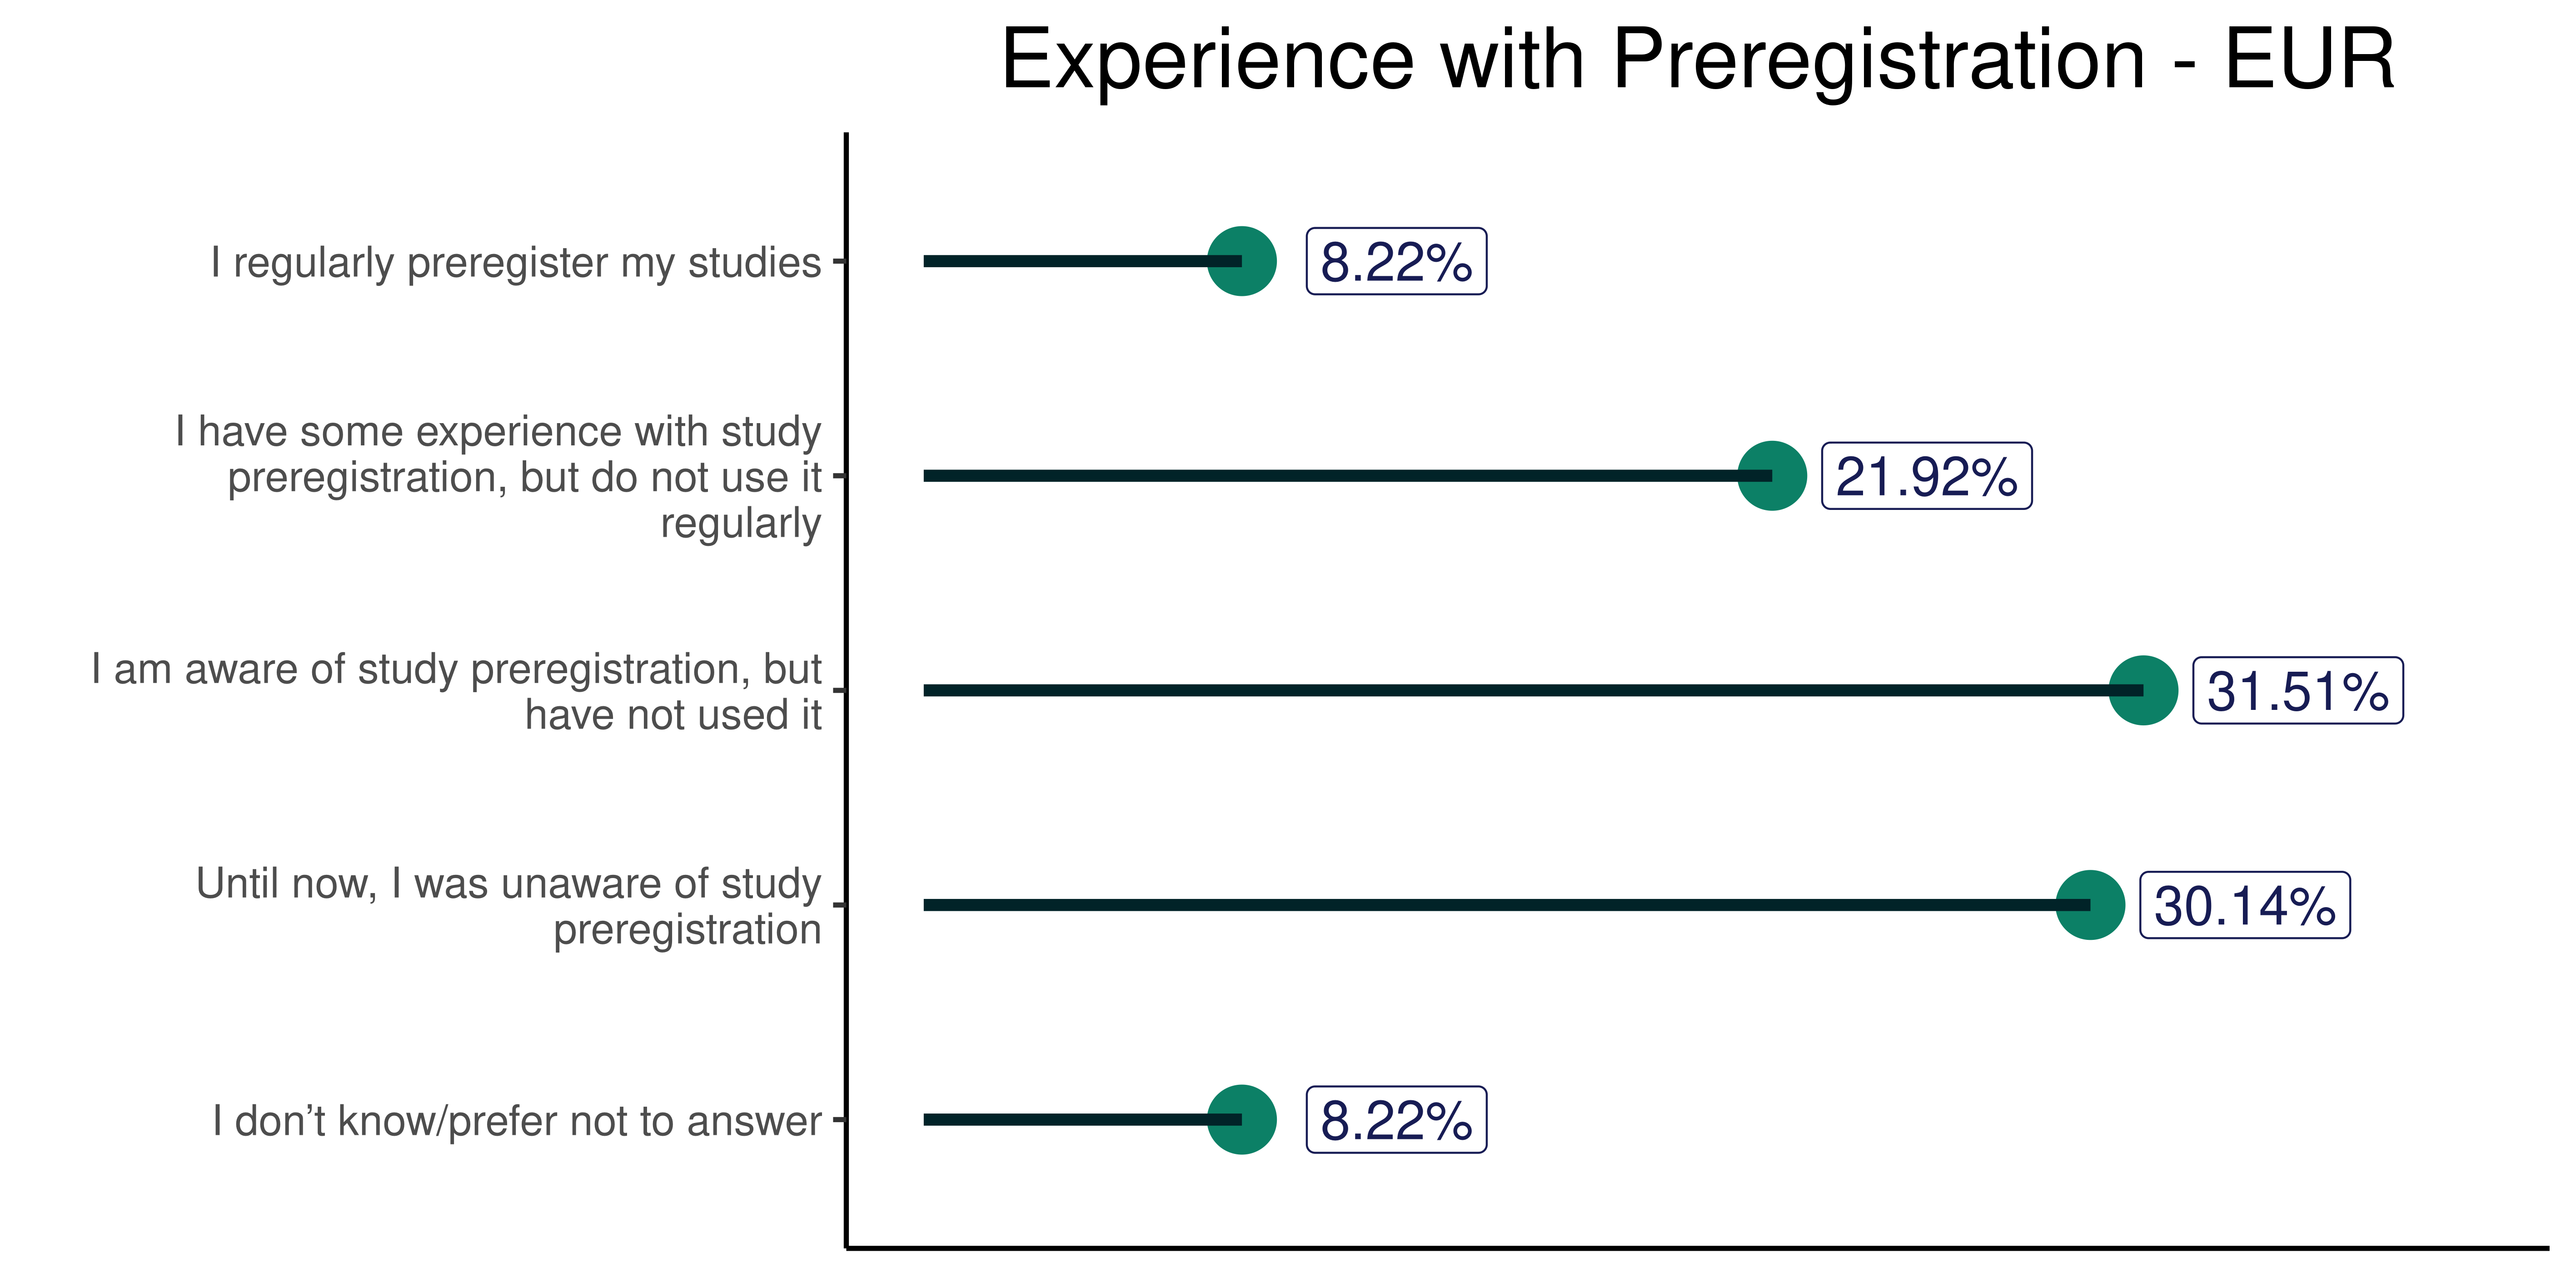 Experience with Preregistration - EUR
I regularly preregister my studies
8.22%
I have some experience with study
preregistration, but do not use it
regularly
21.92%
I am aware of study preregistration, but
have not used it
31.51%
Until now, I was unaware of study
preregistration
30.14%
I don’t know/prefer not to answer
8.22%